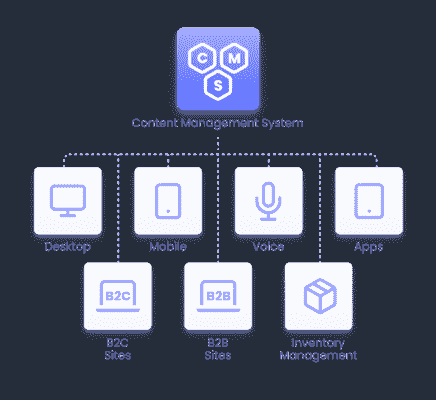 C M
S
Content Management System
Desktop Mobile Voice Apps
B2C B2B
B2C B2B Inventory
Sites Sites Management